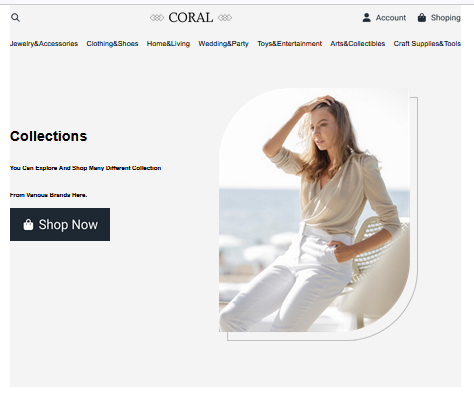 CORAL
Account
Shoping
Jewelry&Accessories Clothing&Shoes Home&Living Wedding&Party Toys&Entertainment Arts&Collectibles Craft Supplies&Tools
Collections
You Can Explore And Shop Many Different Collection
From Various Brands Here.
Shop Now